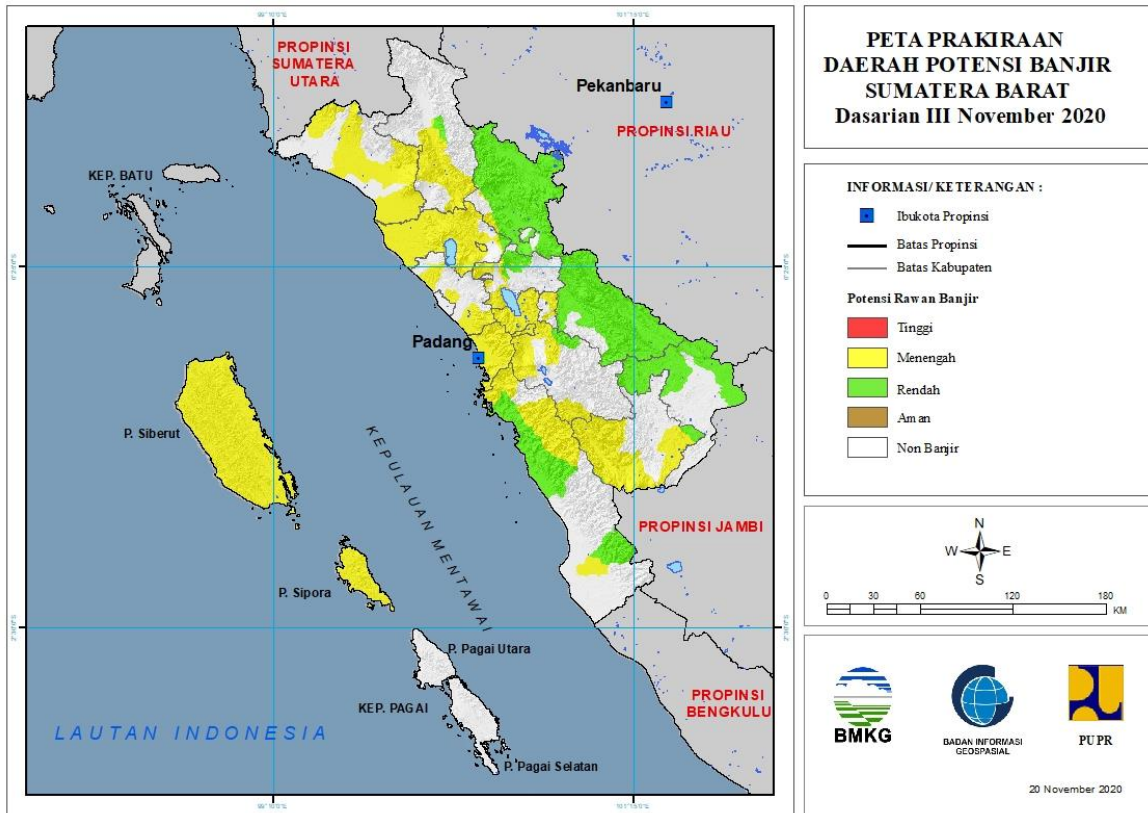 PROPINSI
SUMATERA
UTARA
Pekanbaru
PROPINSI RIAU
KEP. BATU
Padang
P. Siberut
KEPULAUAN MENTAWAI
PROPINSI JAMBI
P. Sipora
P. Pagai Utara
KEP. PAGAI
PROPINSI
BENGKULU
LAUTAN INDONESIA
P. Pagai Selatan
PETA PRAKIRAAN
DAERAH POTENSI BANJIR
SUMATERA BARAT
Dasarian III November 2020
INFORMASI/ KETERANGAN :
Ibukota Propinsi
Batas Propinsi
Batas Kabupaten
Potensi Rawan Banjir
Tinggi
Menengah
Rendah
Aman
Non Banjir
N
W E
S
0 30 60 120 180
KM
BMKG
BADAN INFORMASI
GEOSPASIAL
PUPR
20 November 2020